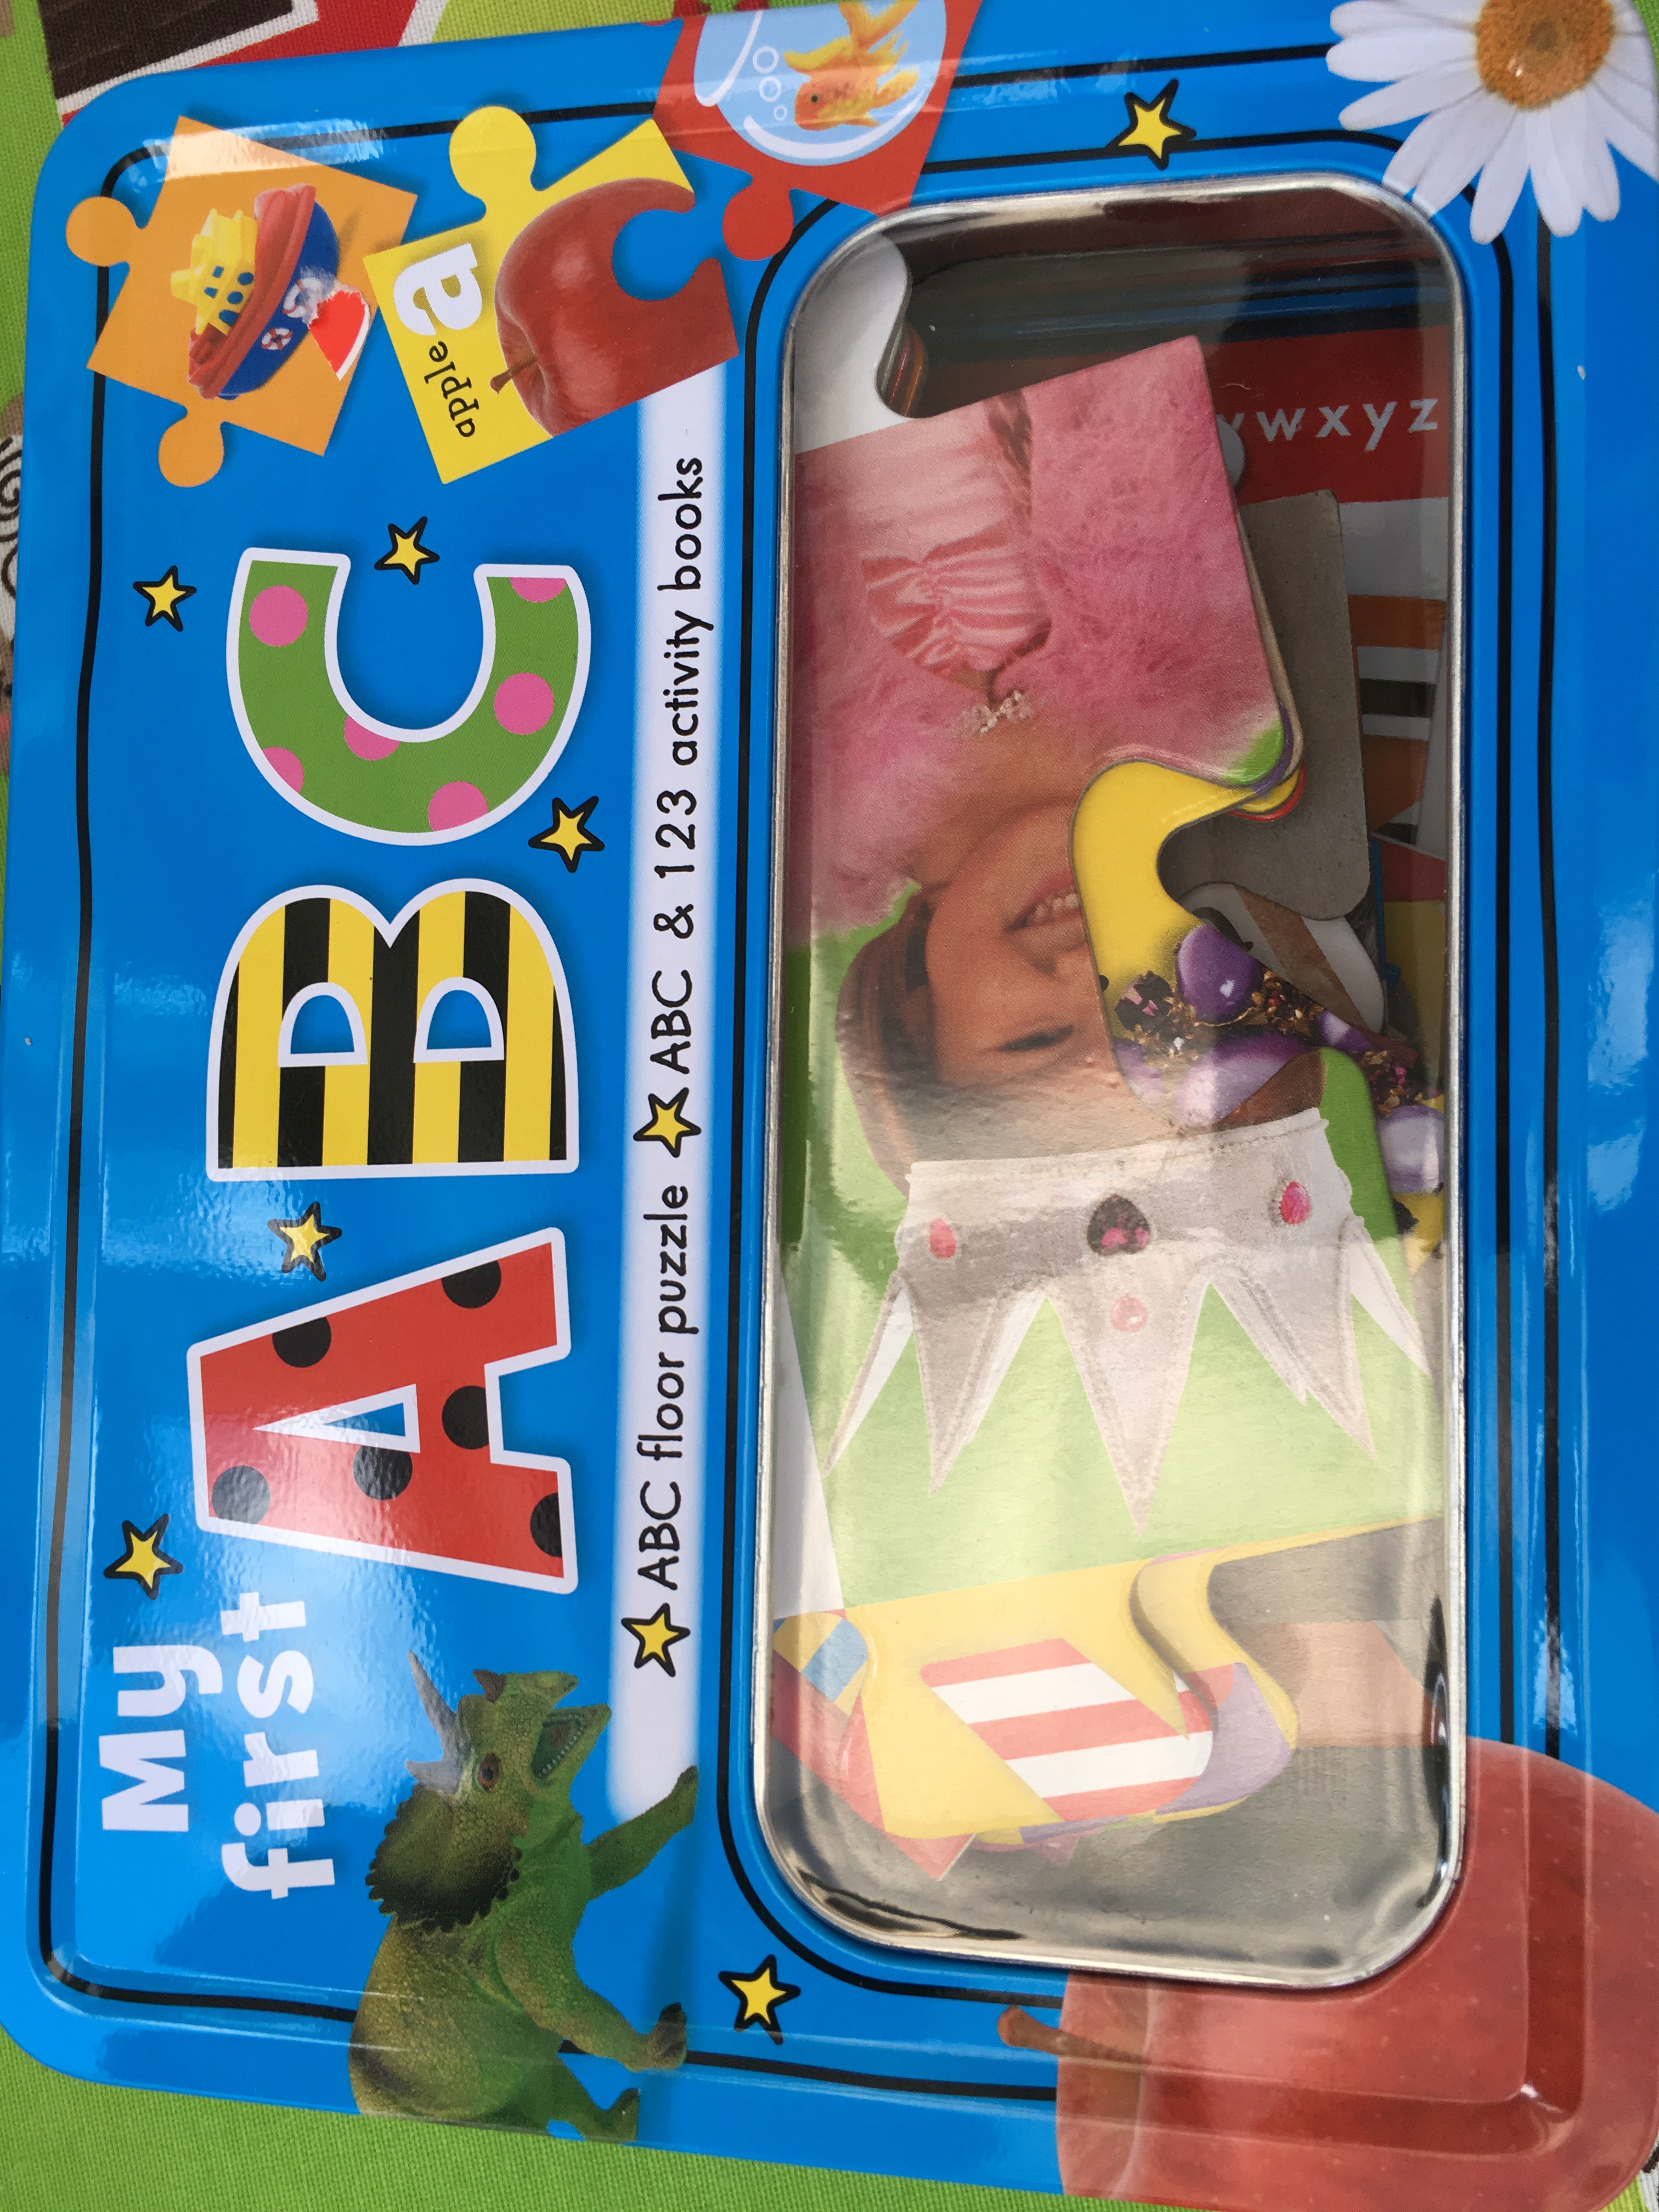 My
first
ABC
ABC floor puzzle ABC & 123 activity books
a
apple
wxyz